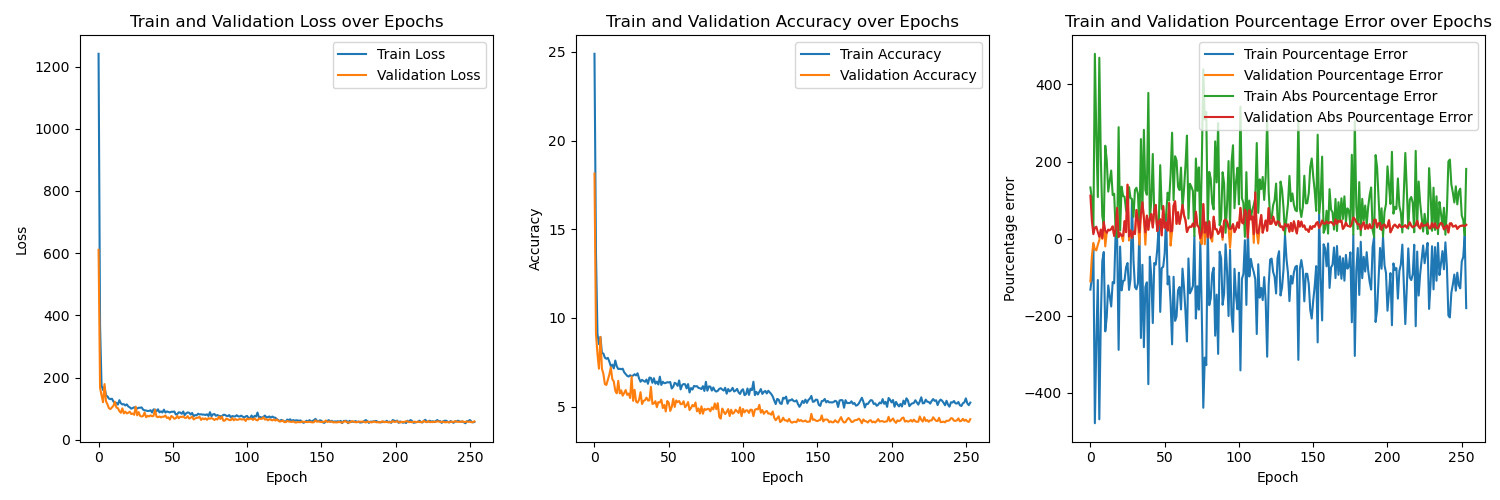 Train and Validation Loss over Epochs
Train Loss
Validation Loss
Loss
1200
1000
800
600
400
200
0
0 50 100 150 200 250
Epoch
Train and Validation Accuracy over Epochs
Train Accuracy
Validation Accuracy
Accuracy
25
20
15
10
5
0 50 100 150 200 250
Epoch
Train and Validation Pourcentage Error over Epochs
Train Pourcentage Error
Validation Pourcentage Error
Train Abs Pourcentage Error
Validation Abs Pourcentage Error
Pourcentage error
400
200
0
−200
−400
0 50 100 150 200 250
Epoch